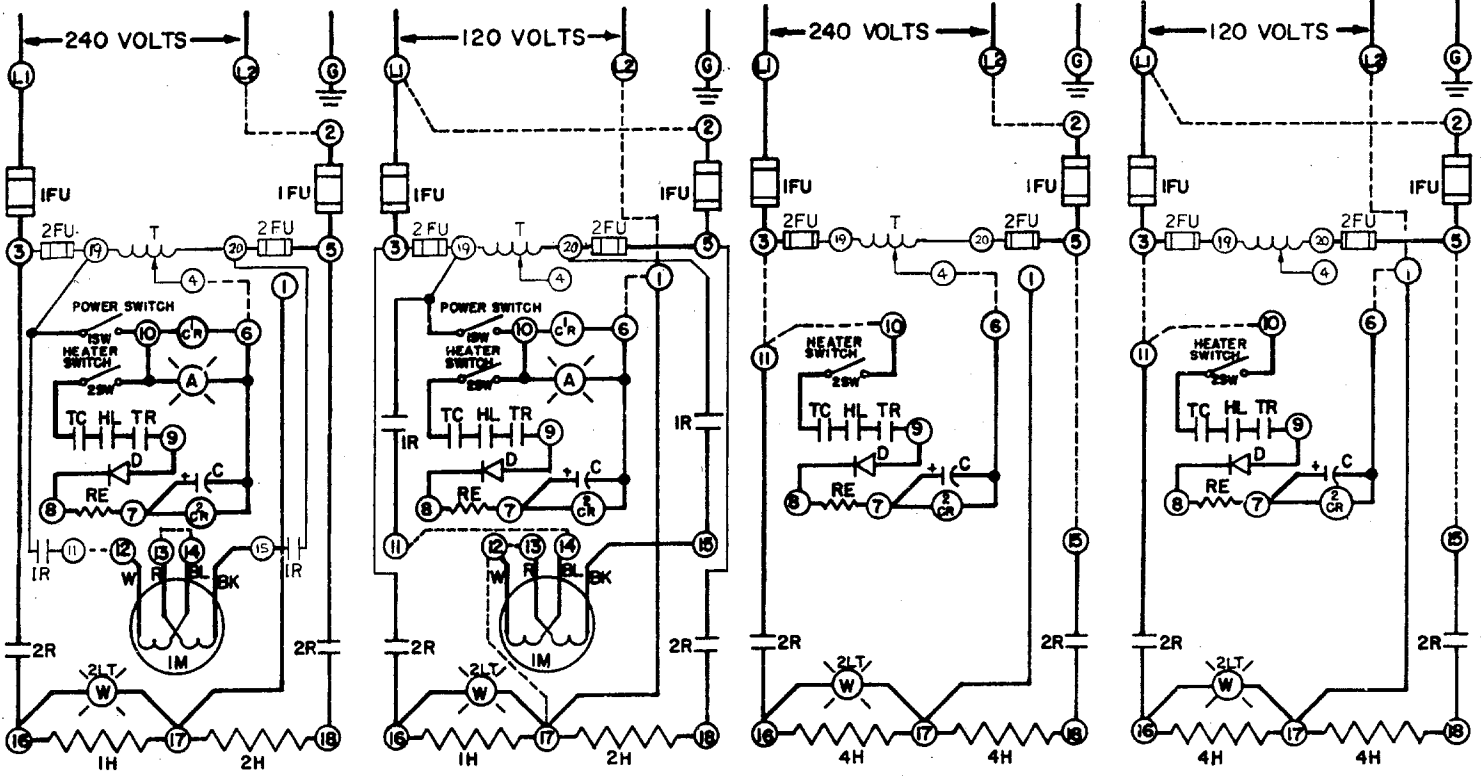 240 VOLTS
L1
L2
G
2
1FU
1FU
3
2FU
19
T
20
2FU
5
4
1
POWER SWITCH
1SW
10
1CR
6
HEATER
SWITCH
2SW
A
TC HL TR
9
D
+
C
8
RE
7
2CR
1R
11
12
13
14
15
1R
W
R
BL
BK
1M
2R
2R
2LT
W
16
17
18
1H
2H
120 VOLTS
L1
L2
G
2
1FU
1FU
3
2FU
19
T
20
2FU
5
4
1
POWER SWITCH
1SW
10
1CR
6
HEATER
SWITCH
2SW
A
1R
1R
TC HL TR
9
D
+
C
8
RE
7
2CR
11
12
13
14
15
W
R
BL
BK
1M
2R
2R
2LT
W
16
17
18
1H
2H
240 VOLTS
L1
L2
G
2
1FU
1FU
3
2FU
19
T
20
2FU
5
4
1
10
6
11
HEATER
SWITCH
2SW
TC HL TR
9
D
+
C
8
RE
7
2CR
15
2R
2R
2LT
W
16
17
18
4H
4H
120 VOLTS
L1
L2
G
2
1FU
1FU
3
2FU
19
T
20
2FU
5
4
1
10
6
11
HEATER
SWITCH
2SW
TC HL TR
9
D
+
C
8
RE
7
2CR
15
2R
2R
2LT
W
16
17
18
4H
4H